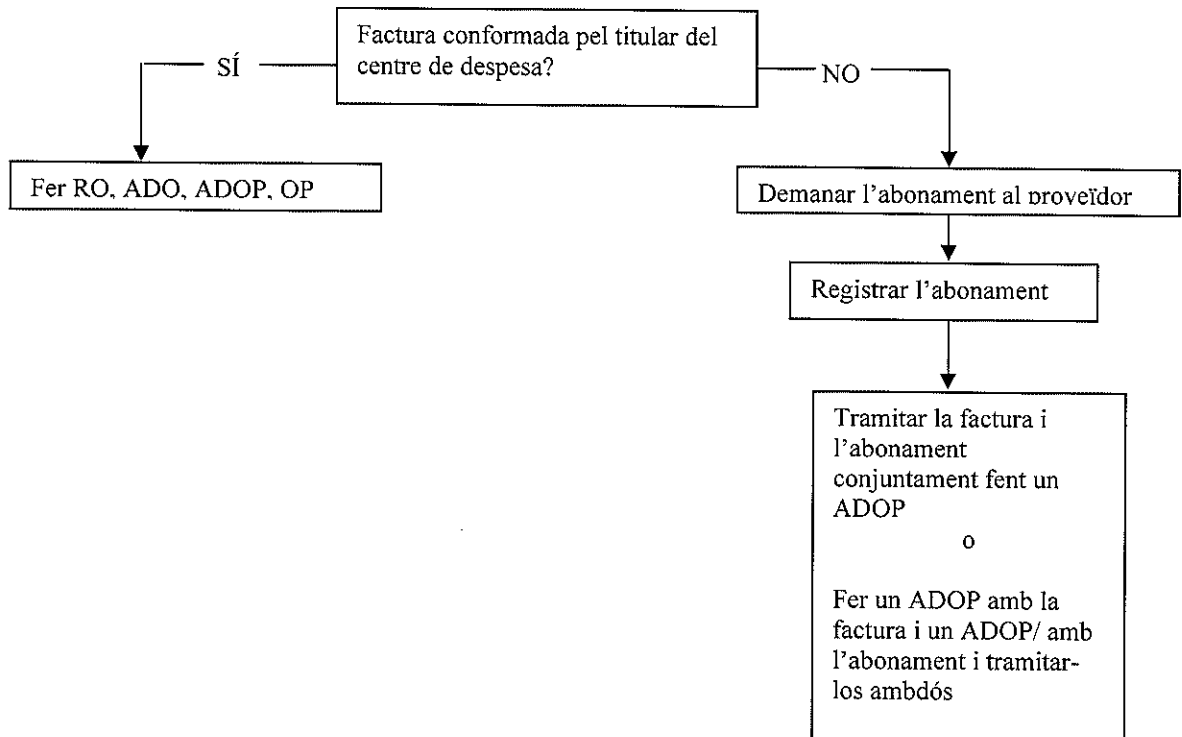 Factura conformada pel titular del
centre de despesa?
SÍ
NO
Fer RO, ADO, ADOP, OP
Demanar l'abonament al proveïdor
Registrar l'abonament
Tramitar la factura i
l'abonament
conjuntament fent un
ADOP
o
Fer un ADOP amb la
factura i un ADOP/ amb
l'abonament i tramitar-
los ambdós